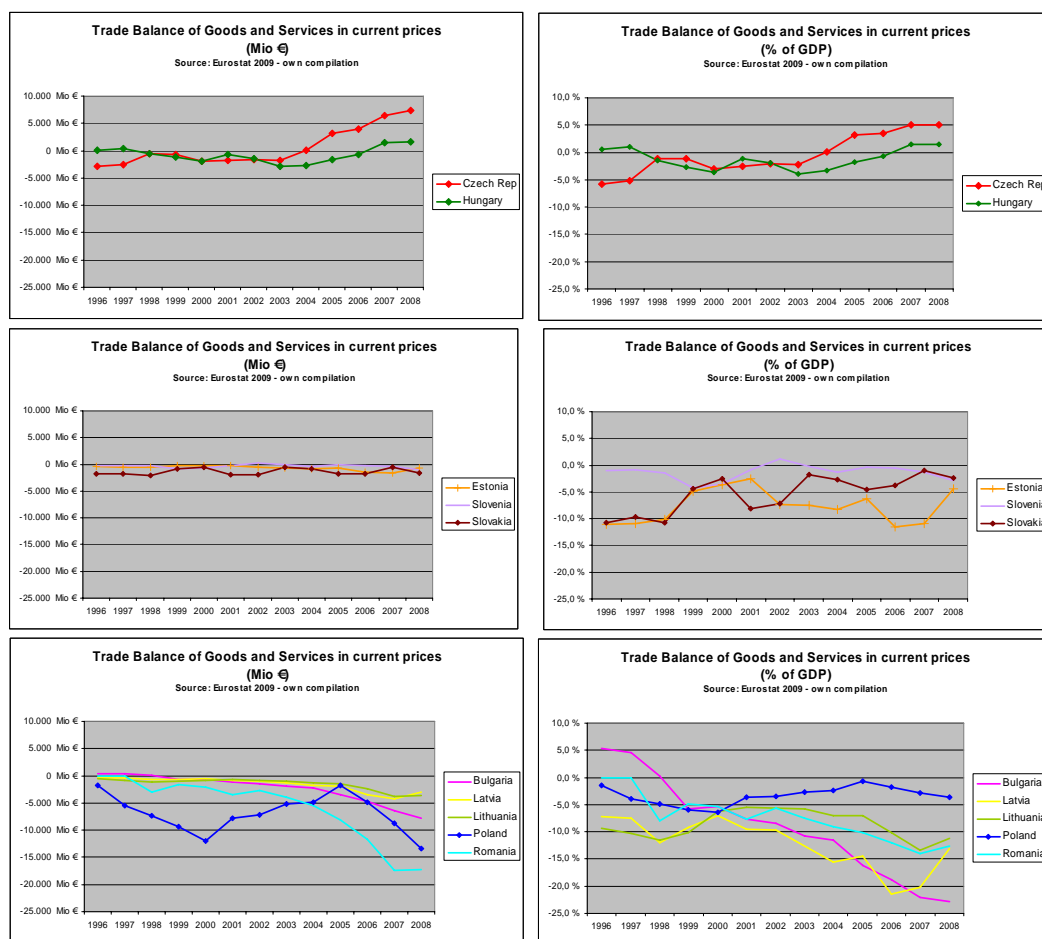 Trade Balance of Goods and Services in current prices
(Mio €)
Source: Eurostat 2009 - own compilation
10.000 Mio €
5.000 Mio €
0 Mio €
-5.000 Mio €
-10.000 Mio €
-15.000 Mio €
-20.000 Mio €
-25.000 Mio €
1996 1997 1998 1999 2000 2001 2002 2003 2004 2005 2006 2007 2008
Czech Rep
Hungary
Trade Balance of Goods and Services in current prices
(% of GDP)
Source: Eurostat 2009 - own compilation
10,0 %
5,0 %
0,0 %
-5,0 %
-10,0 %
-15,0 %
-20,0 %
-25,0 %
1996 1997 1998 1999 2000 2001 2002 2003 2004 2005 2006 2007 2008
Czech Rep
Hungary
Trade Balance of Goods and Services in current prices
(Mio €)
Source: Eurostat 2009 - own compilation
10.000 Mio €
5.000 Mio €
0 Mio €
-5.000 Mio €
-10.000 Mio €
-15.000 Mio €
-20.000 Mio €
-25.000 Mio €
1996 1997 1998 1999 2000 2001 2002 2003 2004 2005 2006 2007 2008
Estonia
Slovenia
Slovakia
Trade Balance of Goods and Services in current prices
(% of GDP)
Source: Eurostat 2009 - own compilation
10,0 %
5,0 %
0,0 %
-5,0 %
-10,0 %
-15,0 %
-20,0 %
-25,0 %
1996 1997 1998 1999 2000 2001 2002 2003 2004 2005 2006 2007 2008
Estonia
Slovenia
Slovakia
Trade Balance of Goods and Services in current prices
(Mio €)
Source: Eurostat 2009 - own compilation
10.000 Mio €
5.000 Mio €
0 Mio €
-5.000 Mio €
-10.000 Mio €
-15.000 Mio €
-20.000 Mio €
-25.000 Mio €
1996 1997 1998 1999 2000 2001 2002 2003 2004 2005 2006 2007 2008
Bulgaria
Latvia
Lithuania
Poland
Romania
Trade Balance of Goods and Services in current prices
(% of GDP)
Source: Eurostat 2009 - own compilation
10,0 %
5,0 %
0,0 %
-5,0 %
-10,0 %
-15,0 %
-20,0 %
-25,0 %
1996 1997 1998 1999 2000 2001 2002 2003 2004 2005 2006 2007 2008
Bulgaria
Latvia
Lithuania
Poland
Romania